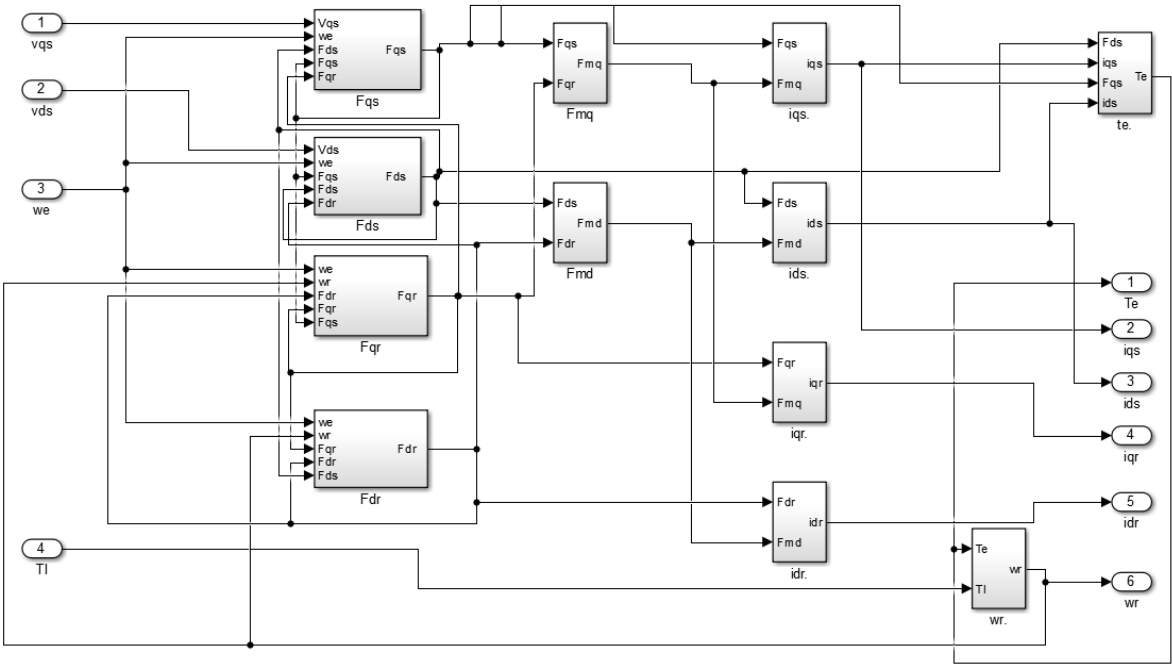 1
vqs
2
vds
3
we
4
Tl
Vqs
we
Fds
Fqs
Fqr
Fqs
Fqs
Vds
we
Fqs
Fds
Fdr
Fds
Fds
we
wr
Fdr
Fqr
Fqs
Fqr
Fqr
we
wr
Fqr
Fdr
Fds
Fdr
Fdr
Fqs
Fqr
Fmq
Fmq
Fds
Fdr
Fmd
Fmd
Fqs
Fmq
iqs
iqs.
Fds
Fmd
ids
ids.
Fqr
Fmq
iqr
iqr.
Fdr
Fmd
idr
idr.
Fds
iqs
Fqs
ids
Te
te.
Te
Tl
wr
wr.
1
Te
2
iqs
3
ids
4
iqr
5
idr
6
wr